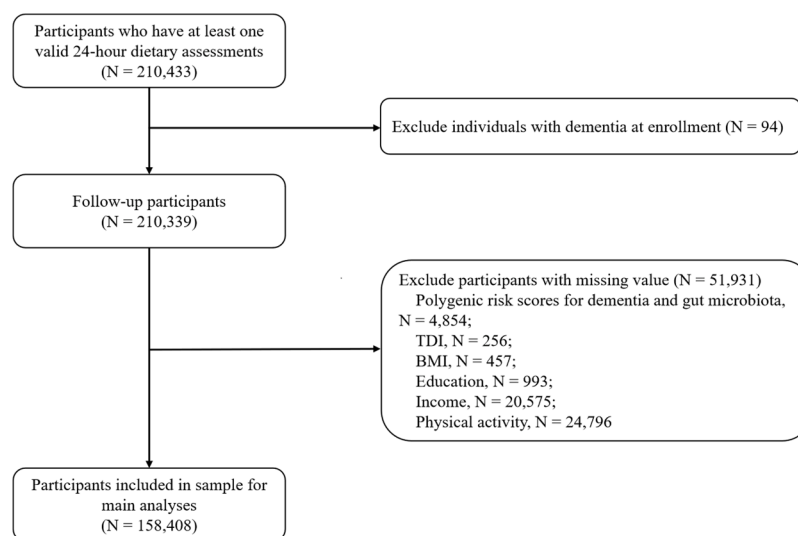 Participants who have at least one
valid 24-hour dietary assessments
(N = 210,433)
Exclude individuals with dementia at enrollment (N = 94)
Follow-up participants
(N = 210,339)
Exclude participants with missing value (N = 51,931)
Polygenic risk scores for dementia and gut microbiota,
N = 4,854;
TDI, N = 256;
BMI, N = 457;
Education, N = 993;
Income, N = 20,575;
Physical activity, N = 24,796
Participants included in sample for
main analyses
(N = 158,408)